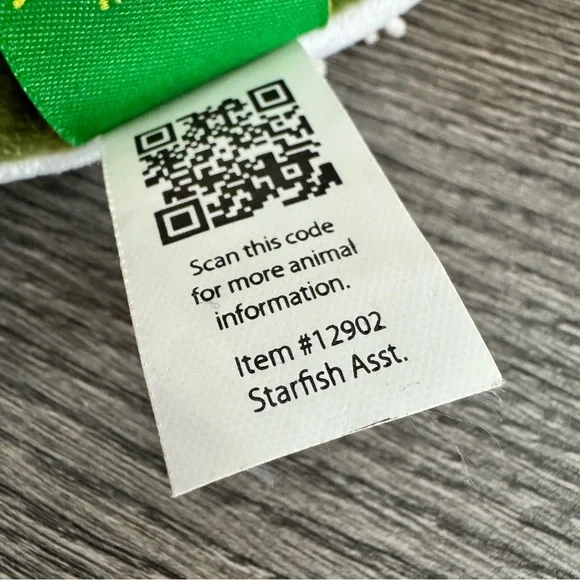 Scan this code
for more animal
information.
Item #12902
Starfish Asst.